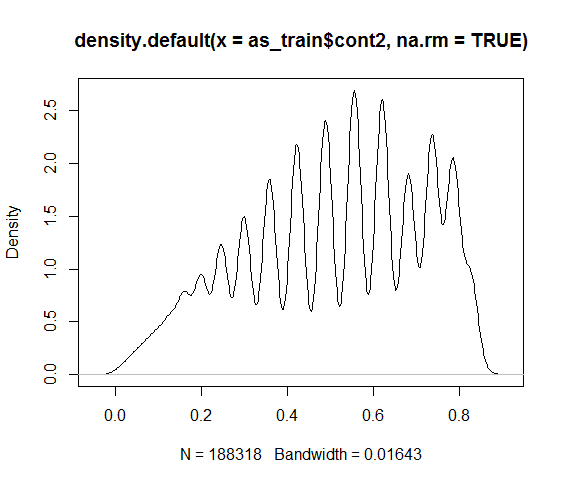 density.default(x = as_train$cont2, na.rm = TRUE)
Density
2.5
2.0
1.5
1.0
0.5
0.0
0.0 0.2 0.4 0.6 0.8
N = 188318 Bandwidth = 0.01643